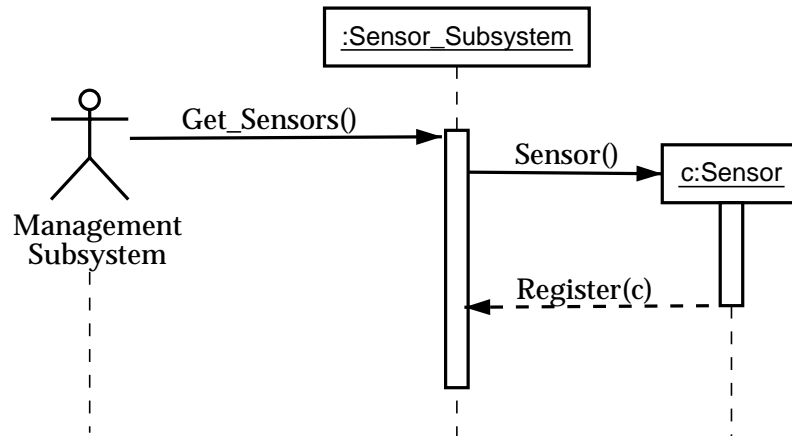 :Sensor_Subsystem
Get_Sensors()
Sensor()
c:Sensor
Management
Subsystem
Register(c)